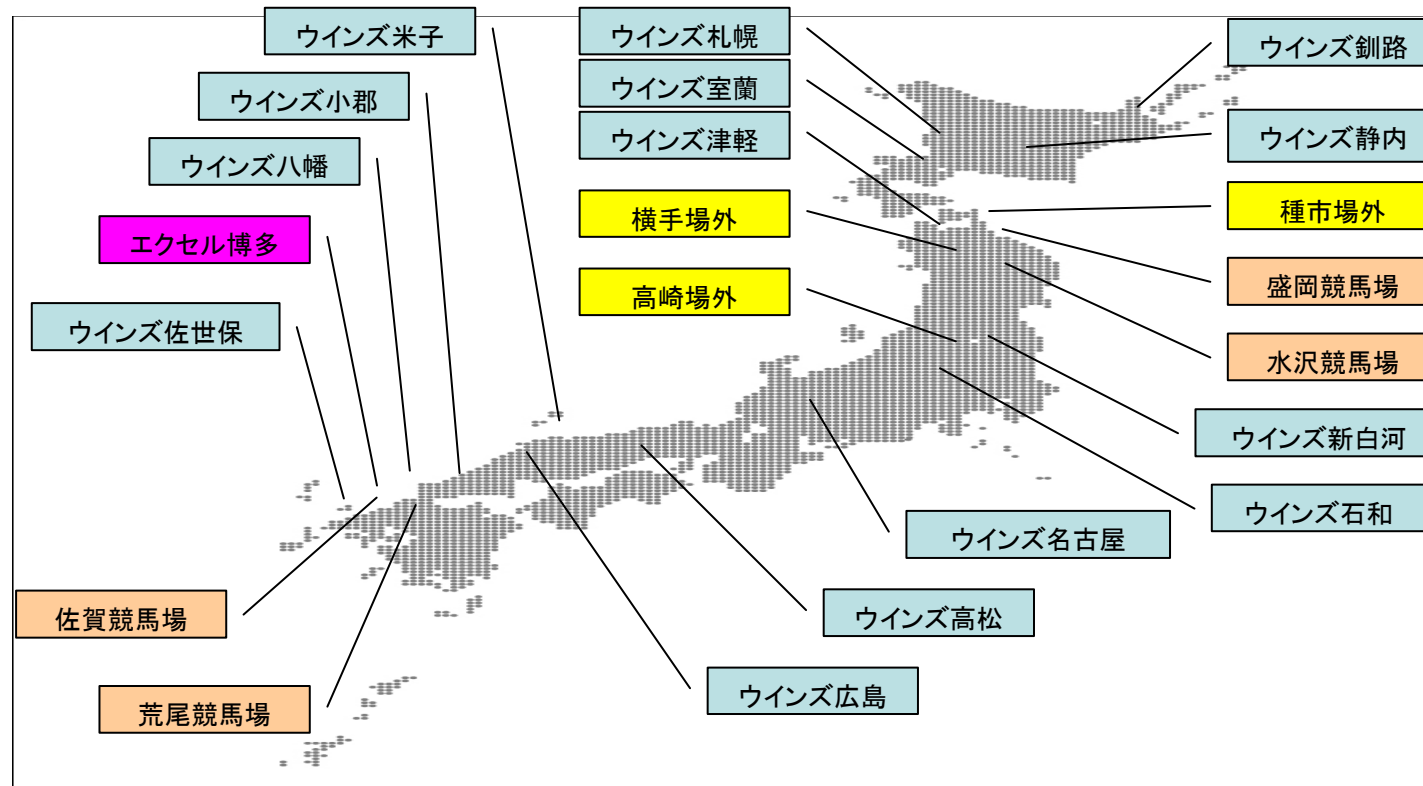 ウインズ米子
ウインズ札幌
ウインズ釧路
ウインズ小郡
ウインズ室蘭
ウインズ津軽
ウインズ静内
ウインズ八幡
横手場外
種市場外
エクセル博多
高崎場外
盛岡競馬場
ウインズ佐世保
水沢競馬場
ウインズ新白河
ウインズ石和
ウインズ名古屋
佐賀競馬場
ウインズ高松
荒尾競馬場
ウインズ広島